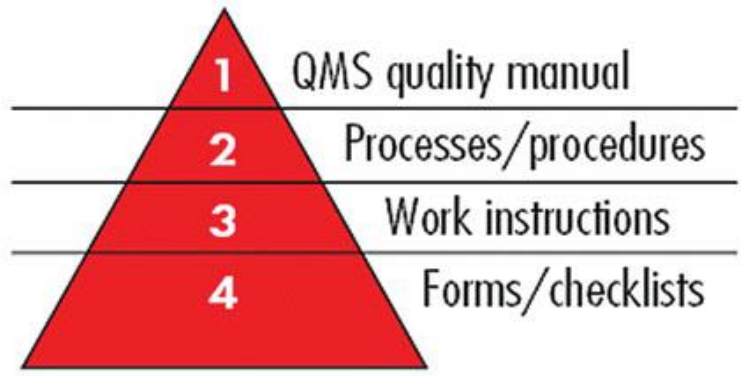 1 QMS quality manual
2 Processes/procedures
3 Work instructions
4 Forms/checklists